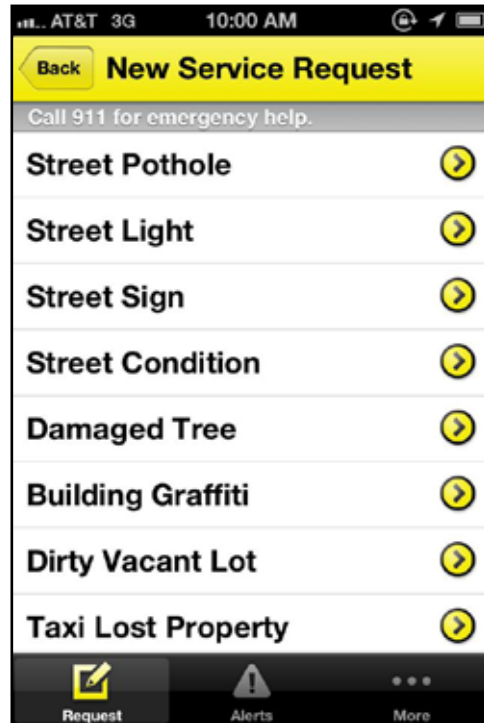 AT&T 3G 10:00 AM
Back New Service Request
Call 911 for emergency help.
Street Pothole
Street Light
Street Sign
Street Condition
Damaged Tree
Building Graffiti
Dirty Vacant Lot
Taxi Lost Property
Request Alerts More